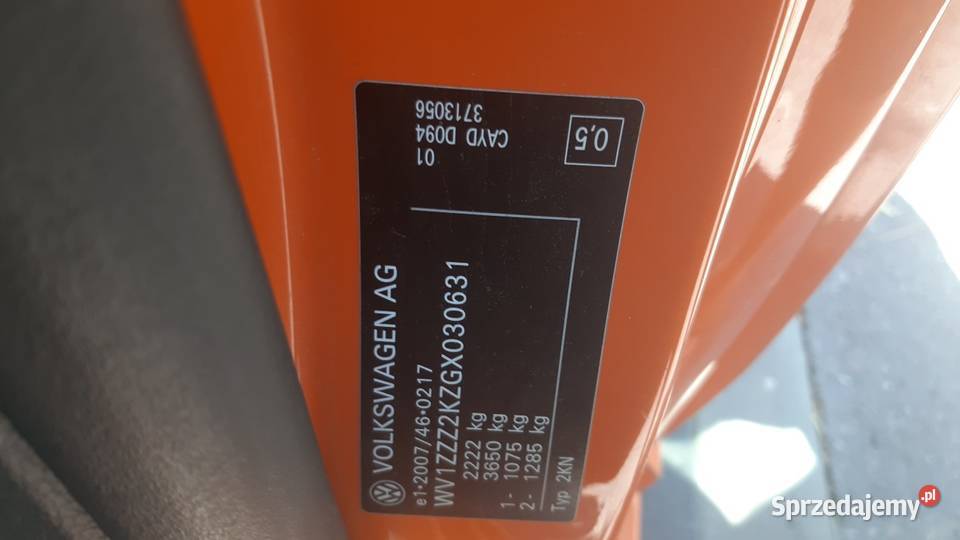 VOLKSWAGEN AG
e1*2007/46*0217
WV1ZZZ2KZGX030631
2222 kg
3650 kg
1- 1075 kg
2- 1285 kg
Typ 2KN
01
CAYD D094
3713056
0,5
Sprzedajemy.pl